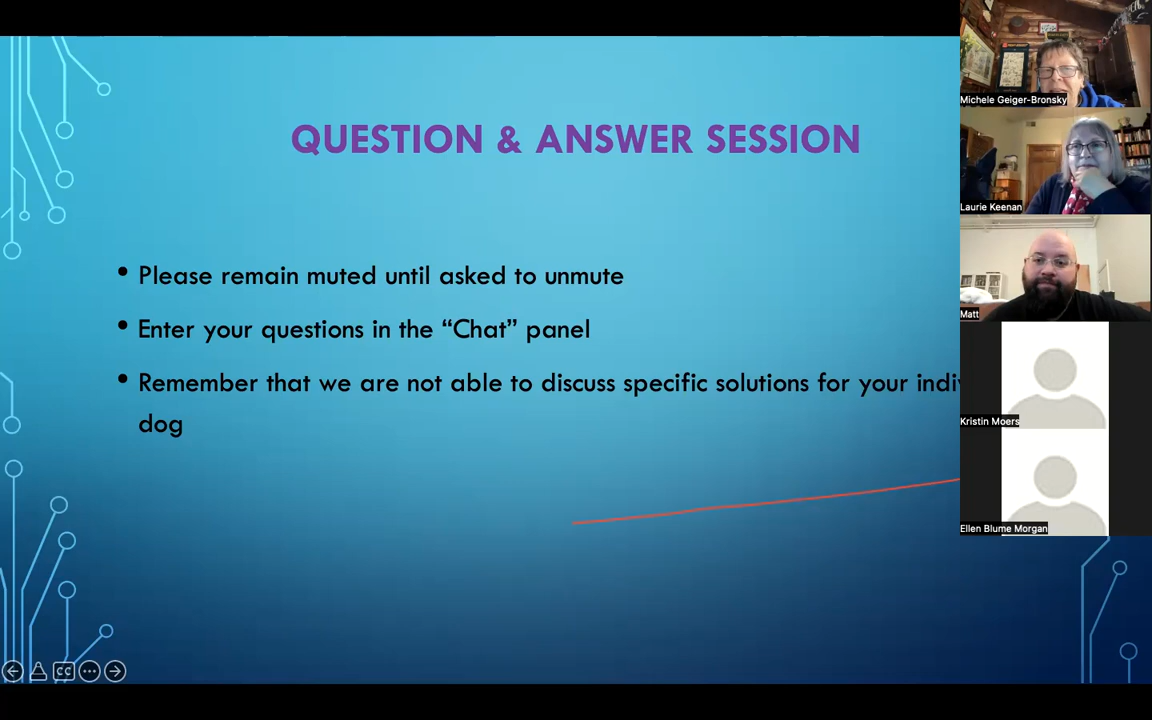 QUESTION & ANSWER SESSION
• Please remain muted until asked to unmute
• Enter your questions in the “Chat” panel
• Remember that we are not able to discuss specific solutions for your indiv
dog
Michele Geiger-Bronsky
Laurie Keenan
Matt
Kristin Moers
Ellen Blume Morgan
CC